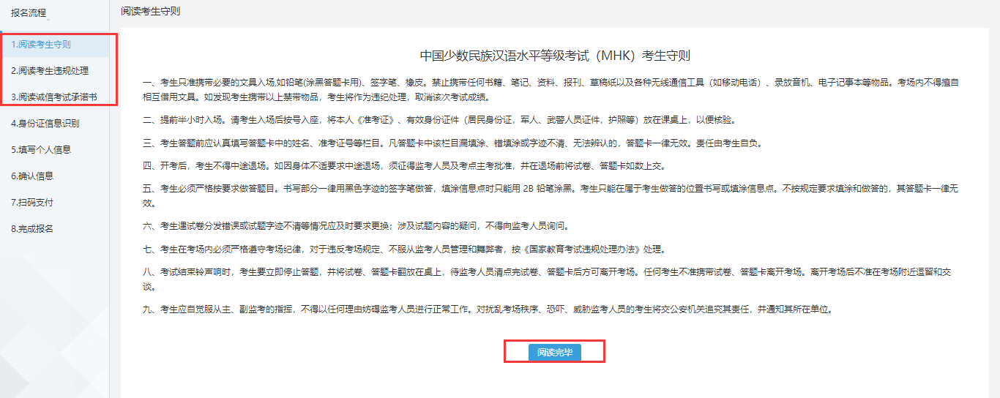 报名流程
1.阅读考生守则
2.阅读考生违规处理
3.阅读诚信考试承诺书
4.身份证信息识别
5.填写个人信息
6.确认信息
7.扫码支付
8.完成报名
阅读考生守则
中国少数民族汉语水平等级考试（MHK）考生守则
一、考生只准携带必要的文具入场,如铅笔(涂黑答题卡用)、签字笔、橡皮。禁止携带任何书籍、笔记、资料、报刊、草稿纸以及各种无线通信工具（如移动电话）、录放音机、电子记事本等物品。考场内不得擅自
相互借用文具。如发现考生携带以上禁带物品，考生将作为违纪处理，取消该次考试成绩。
二、提前半小时入场。请考生入场后按号入座，将本人《准考证》、有效身份证件（居民身份证，军人、武警人员证件，护照等）放在课桌上，以便核验。
三、考生答题前应认真填写答题卡中的姓名、准考证号等栏目。凡答题卡中该栏目漏填涂、错填涂或字迹不清、无法辨认的，答题卡一律无效。责任由考生自负。
四、开考后，考生不得中途退场。如因身体不适要求中途退场，须征得监考人员及考点主考批准，并在退场前将试卷、答题卡如数上交。
五、考生必须严格按要求做答题目。书写部分一律用黑色字迹的签字笔做答，填涂信息点时只能用 2B 铅笔涂黑。考生只能在属于考生做答的位置书写或填涂信息点。不按规定要求填涂和做答的，其答题卡一律无
效。
六、考生遇试卷分发错误或试题字迹不清等情况应及时要求更换；涉及试题内容的疑问，不得向监考人员询问。
七、考生在考场内必须严格遵守考场纪律，对于违反考场规定、不服从监考人员管理和舞弊者，按《国家教育考试违规处理办法》处理。
八、考试结束铃声响时，考生要立即停止答题，并将试卷、答题卡翻放在桌上，待监考人员清点完试卷、答题卡后方可离开考场。任何考生不准携带试卷、答题卡离开考场。离开考场后不准在考场附近逗留和交
谈。
九、考生应自觉服从主、副监考的指挥，不得以任何理由妨碍监考人员进行正常工作。对扰乱考场秩序、恐吓、威胁监考人员的考生将交公安机关追究其责任，并通知其所在单位。
阅读完毕